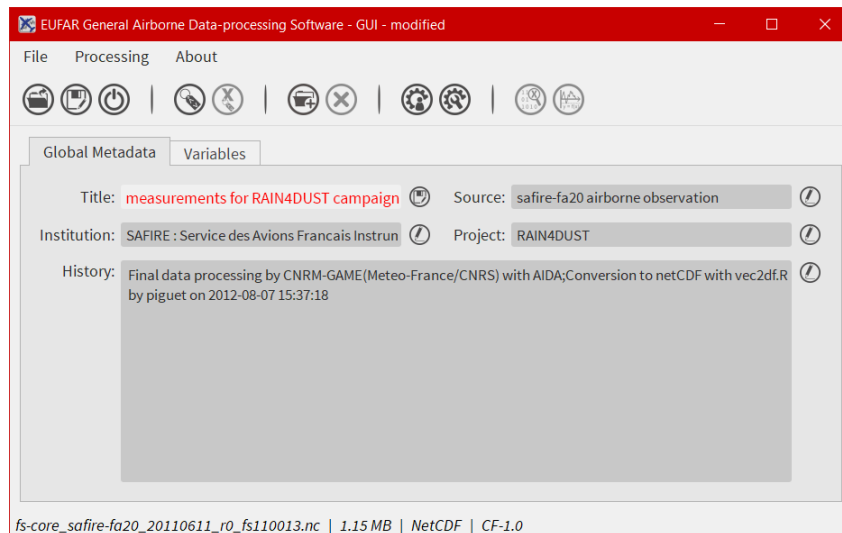 EUFAR General Airborne Data-processing Software - GUI - modified
File Processing About
Global Metadata Variables
Title: measurements for RAIN4DUST campaign Source: safire-fa20 airborne observation
Institution: SAFIRE : Service des Avions Francais Instrun Project: RAIN4DUST
History: Final data processing by CNRM-GAME(Meteo-France/CNRS) with AIDA;Conversion to netCDF with vec2df.R
by piguet on 2012-08-07 15:37:18
fs-core_safire-fa20_20110611_r0_fs110013.nc | 1.15 MB | NetCDF | CF-1.0